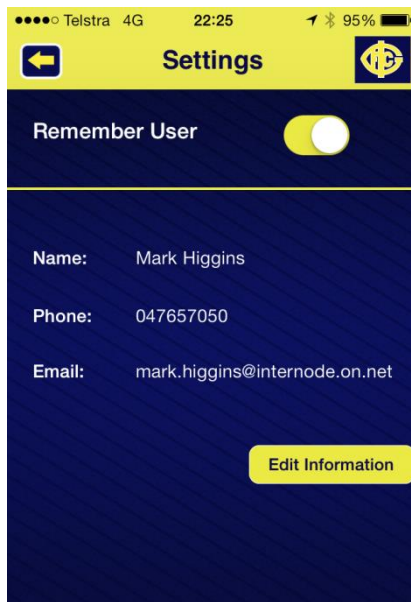 Telstra 4G 22:25 95%
Settings
Remember User
Name: Mark Higgins
Phone: 047657050
Email: mark.higgins@internode.on.net
Edit Information